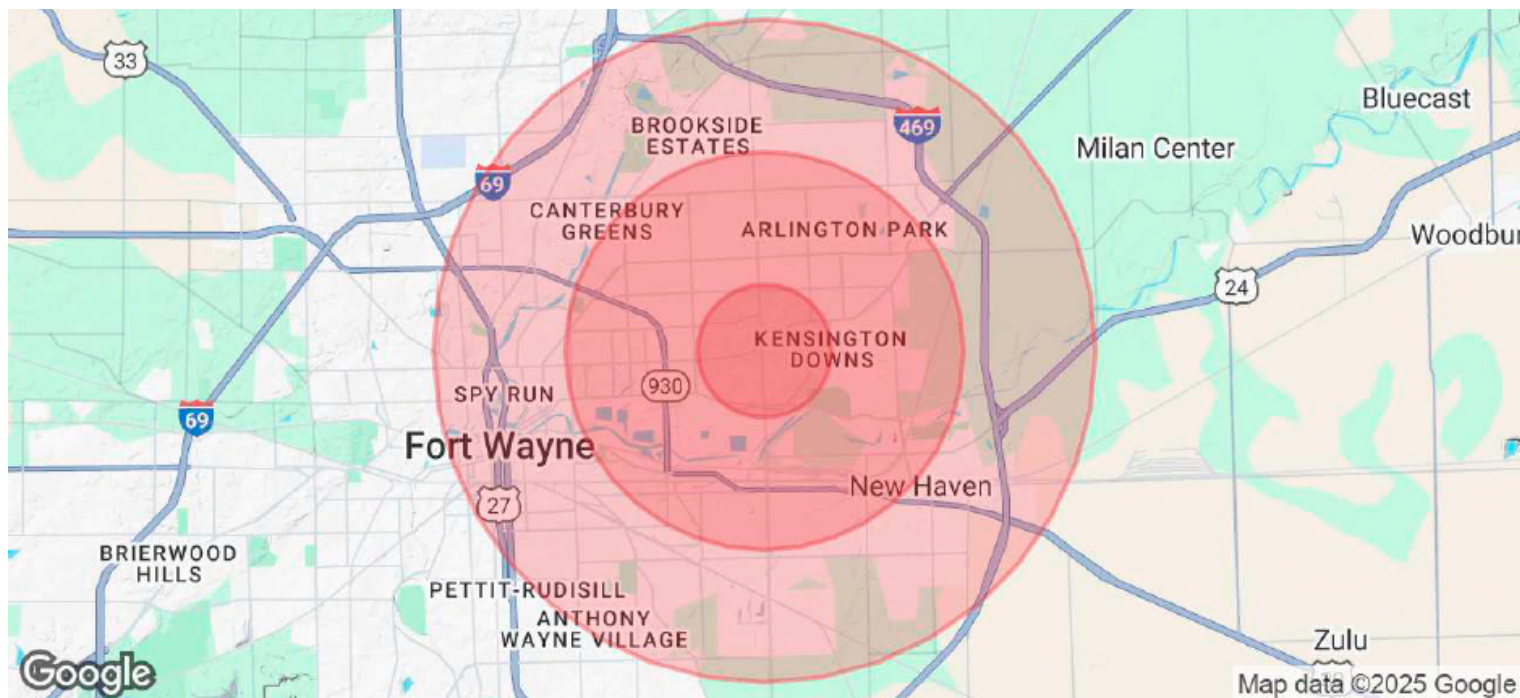 33
Bluecast
BROOKSIDE
ESTATES
469
Milan Center
69
CANTERBURY
GREENS
ARLINGTON PARK
Woodbur
24
KENSINGTON
DOWNS
930
SPY RUN
69
Fort Wayne
27
New Haven
BRIERWOOD
HILLS
PETTIT-RUDISILL
ANTHONY
WAYNE VILLAGE
Zulu
Google
Map data ©2025 Google